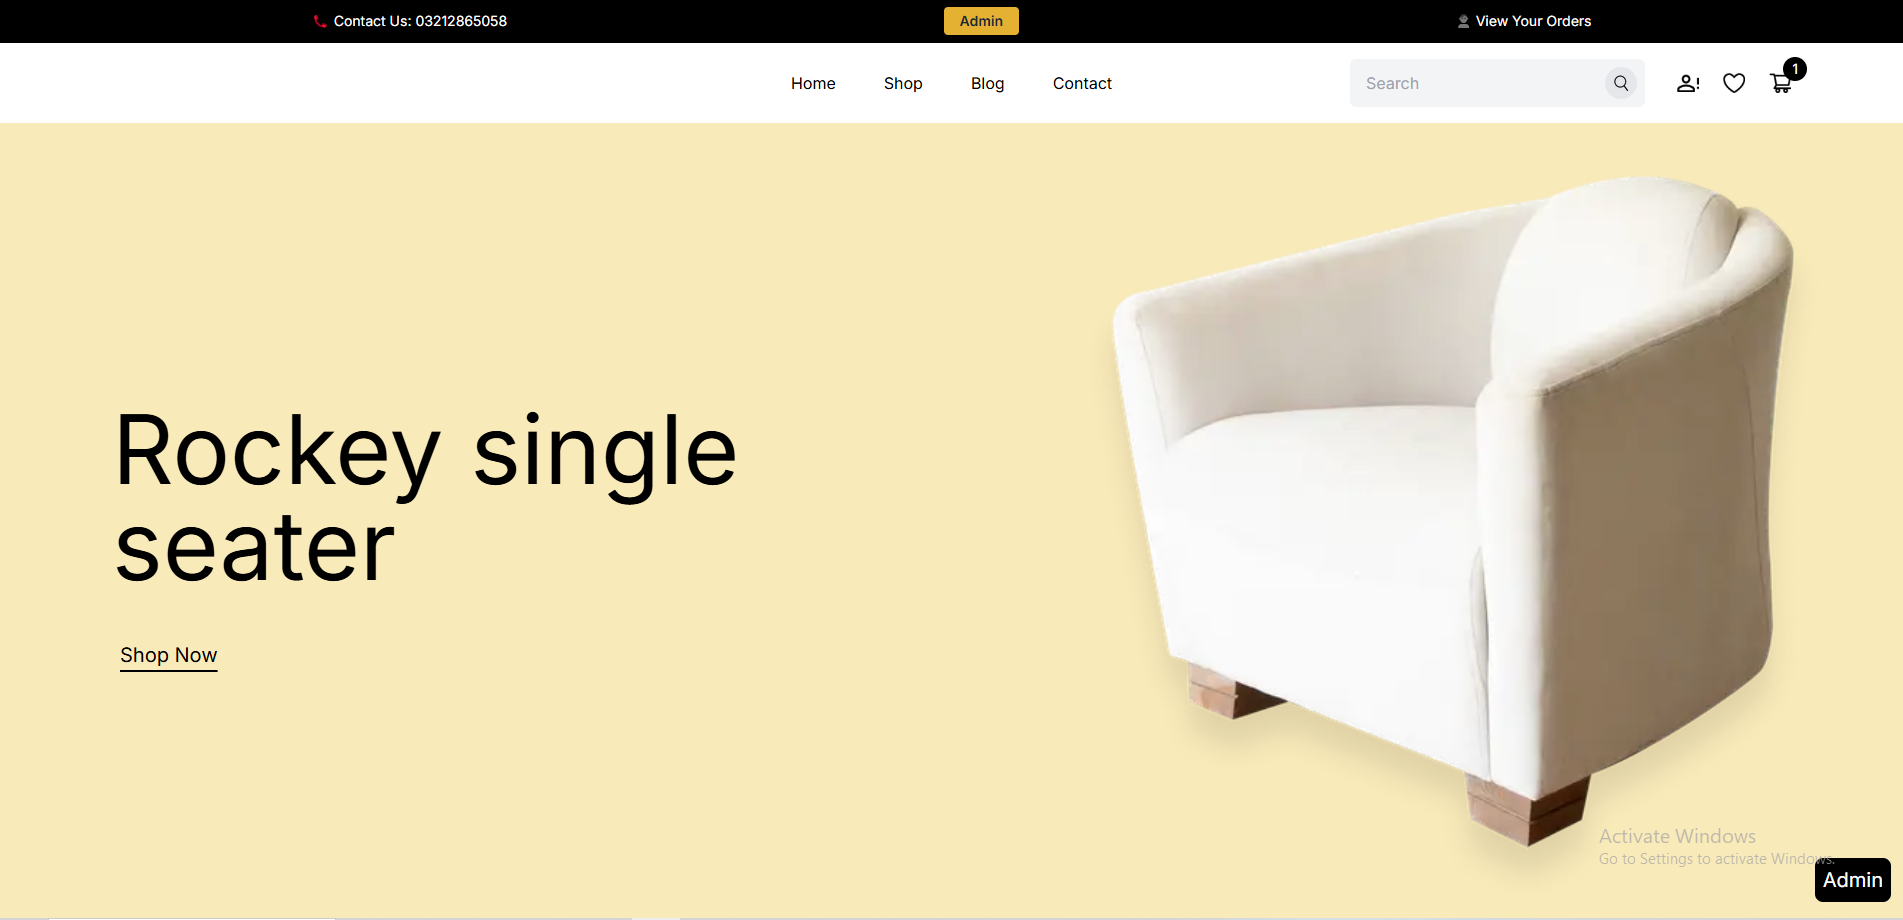 Contact Us: 03212865058
Admin
View Your Orders
Home
Shop
Blog
Contact
Search
1
Rockey single
seater
Shop Now
Activate Windows
Go to Settings to activate Windows.
Admin